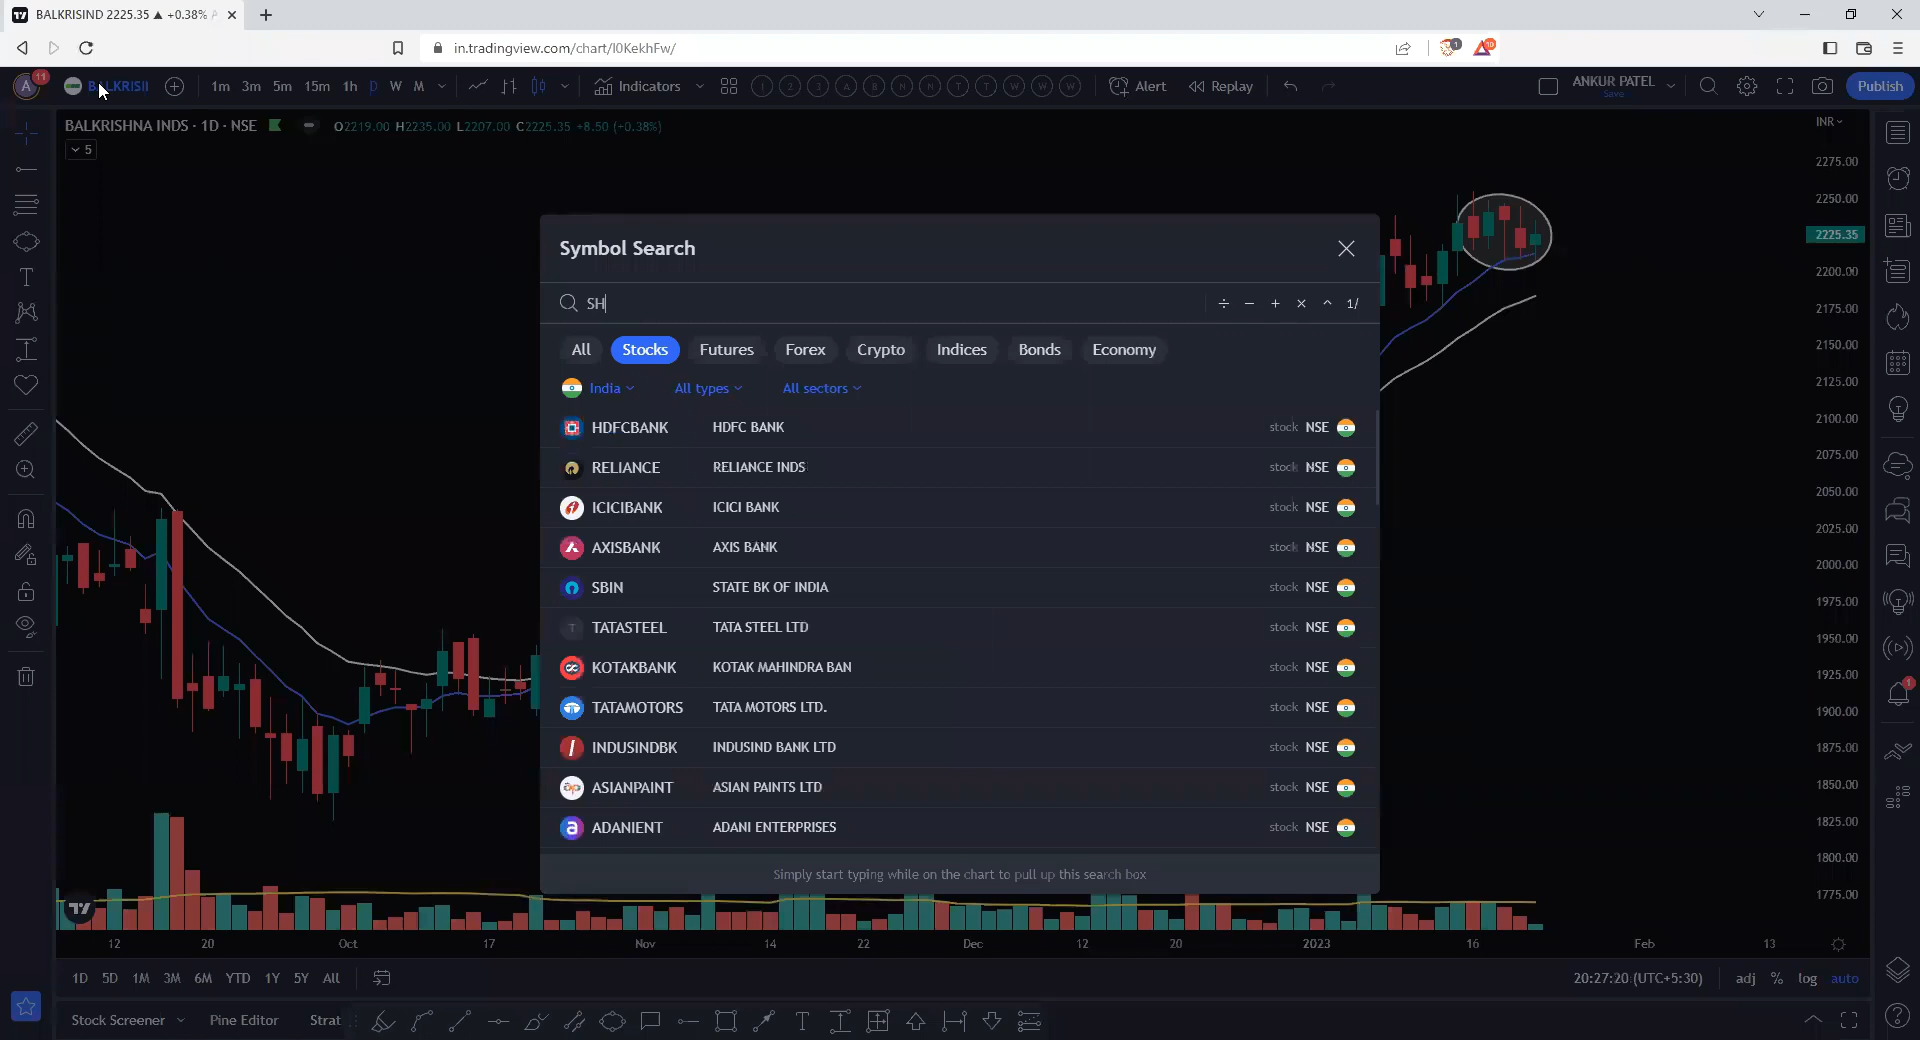 BALKRISIND 2225.35 ▲ +0.38%
in.tradingview.com/chart/I0KekhFw/
1
10
A 11 BALKRISII 1m 3m 5m 15m 1h D W M Indicators 1 2 3 A B N N T T W W W Alert Replay ANKUR PATEL Save Publish
BALKRISHNA INDS · 1D · NSE O2219.00 H2235.00 L2207.00 C2225.35 +8.50 (+0.38%) INR
5
2275.00
2250.00
2225.35
2200.00
2175.00
2150.00
2125.00
2100.00
2075.00
2050.00
2025.00
2000.00
1975.00
1950.00
1925.00
1900.00
1875.00
1850.00
1825.00
1800.00
1775.00
Symbol Search
SH ÷ − + × ^ 1/
All Stocks Futures Forex Crypto Indices Bonds Economy
India All types All sectors
HDFCBANK HDFC BANK stock NSE
RELIANCE RELIANCE INDS stock NSE
ICICIBANK ICICI BANK stock NSE
AXISBANK AXIS BANK stock NSE
SBIN STATE BK OF INDIA stock NSE
T TATASTEEL TATA STEEL LTD stock NSE
KOTAKBANK KOTAK MAHINDRA BAN stock NSE
TATAMOTORS TATA MOTORS LTD. stock NSE
INDUSINDBK INDUSIND BANK LTD stock NSE
ASIANPAINT ASIAN PAINTS LTD stock NSE
ADANIENT ADANI ENTERPRISES stock NSE
Simply start typing while on the chart to pull up this search box
12 20 Oct 17 Nov 14 22 Dec 12 20 2023 16 Feb 13
1D 5D 1M 3M 6M YTD 1Y 5Y All 20:27:20 (UTC+5:30) adj % log auto
Stock Screener Pine Editor Strat
1